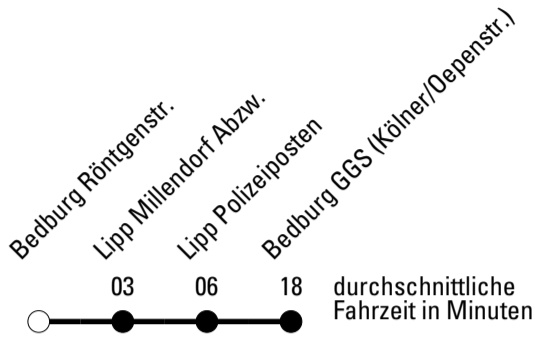 Bedburg Röntgenstr.
Lipp Millendorf Abzw.
Lipp Polizeiposten
Bedburg GGS (Kölner/Oepenstr.)
03 06 18 durchschnittliche
Fahrzeit in Minuten